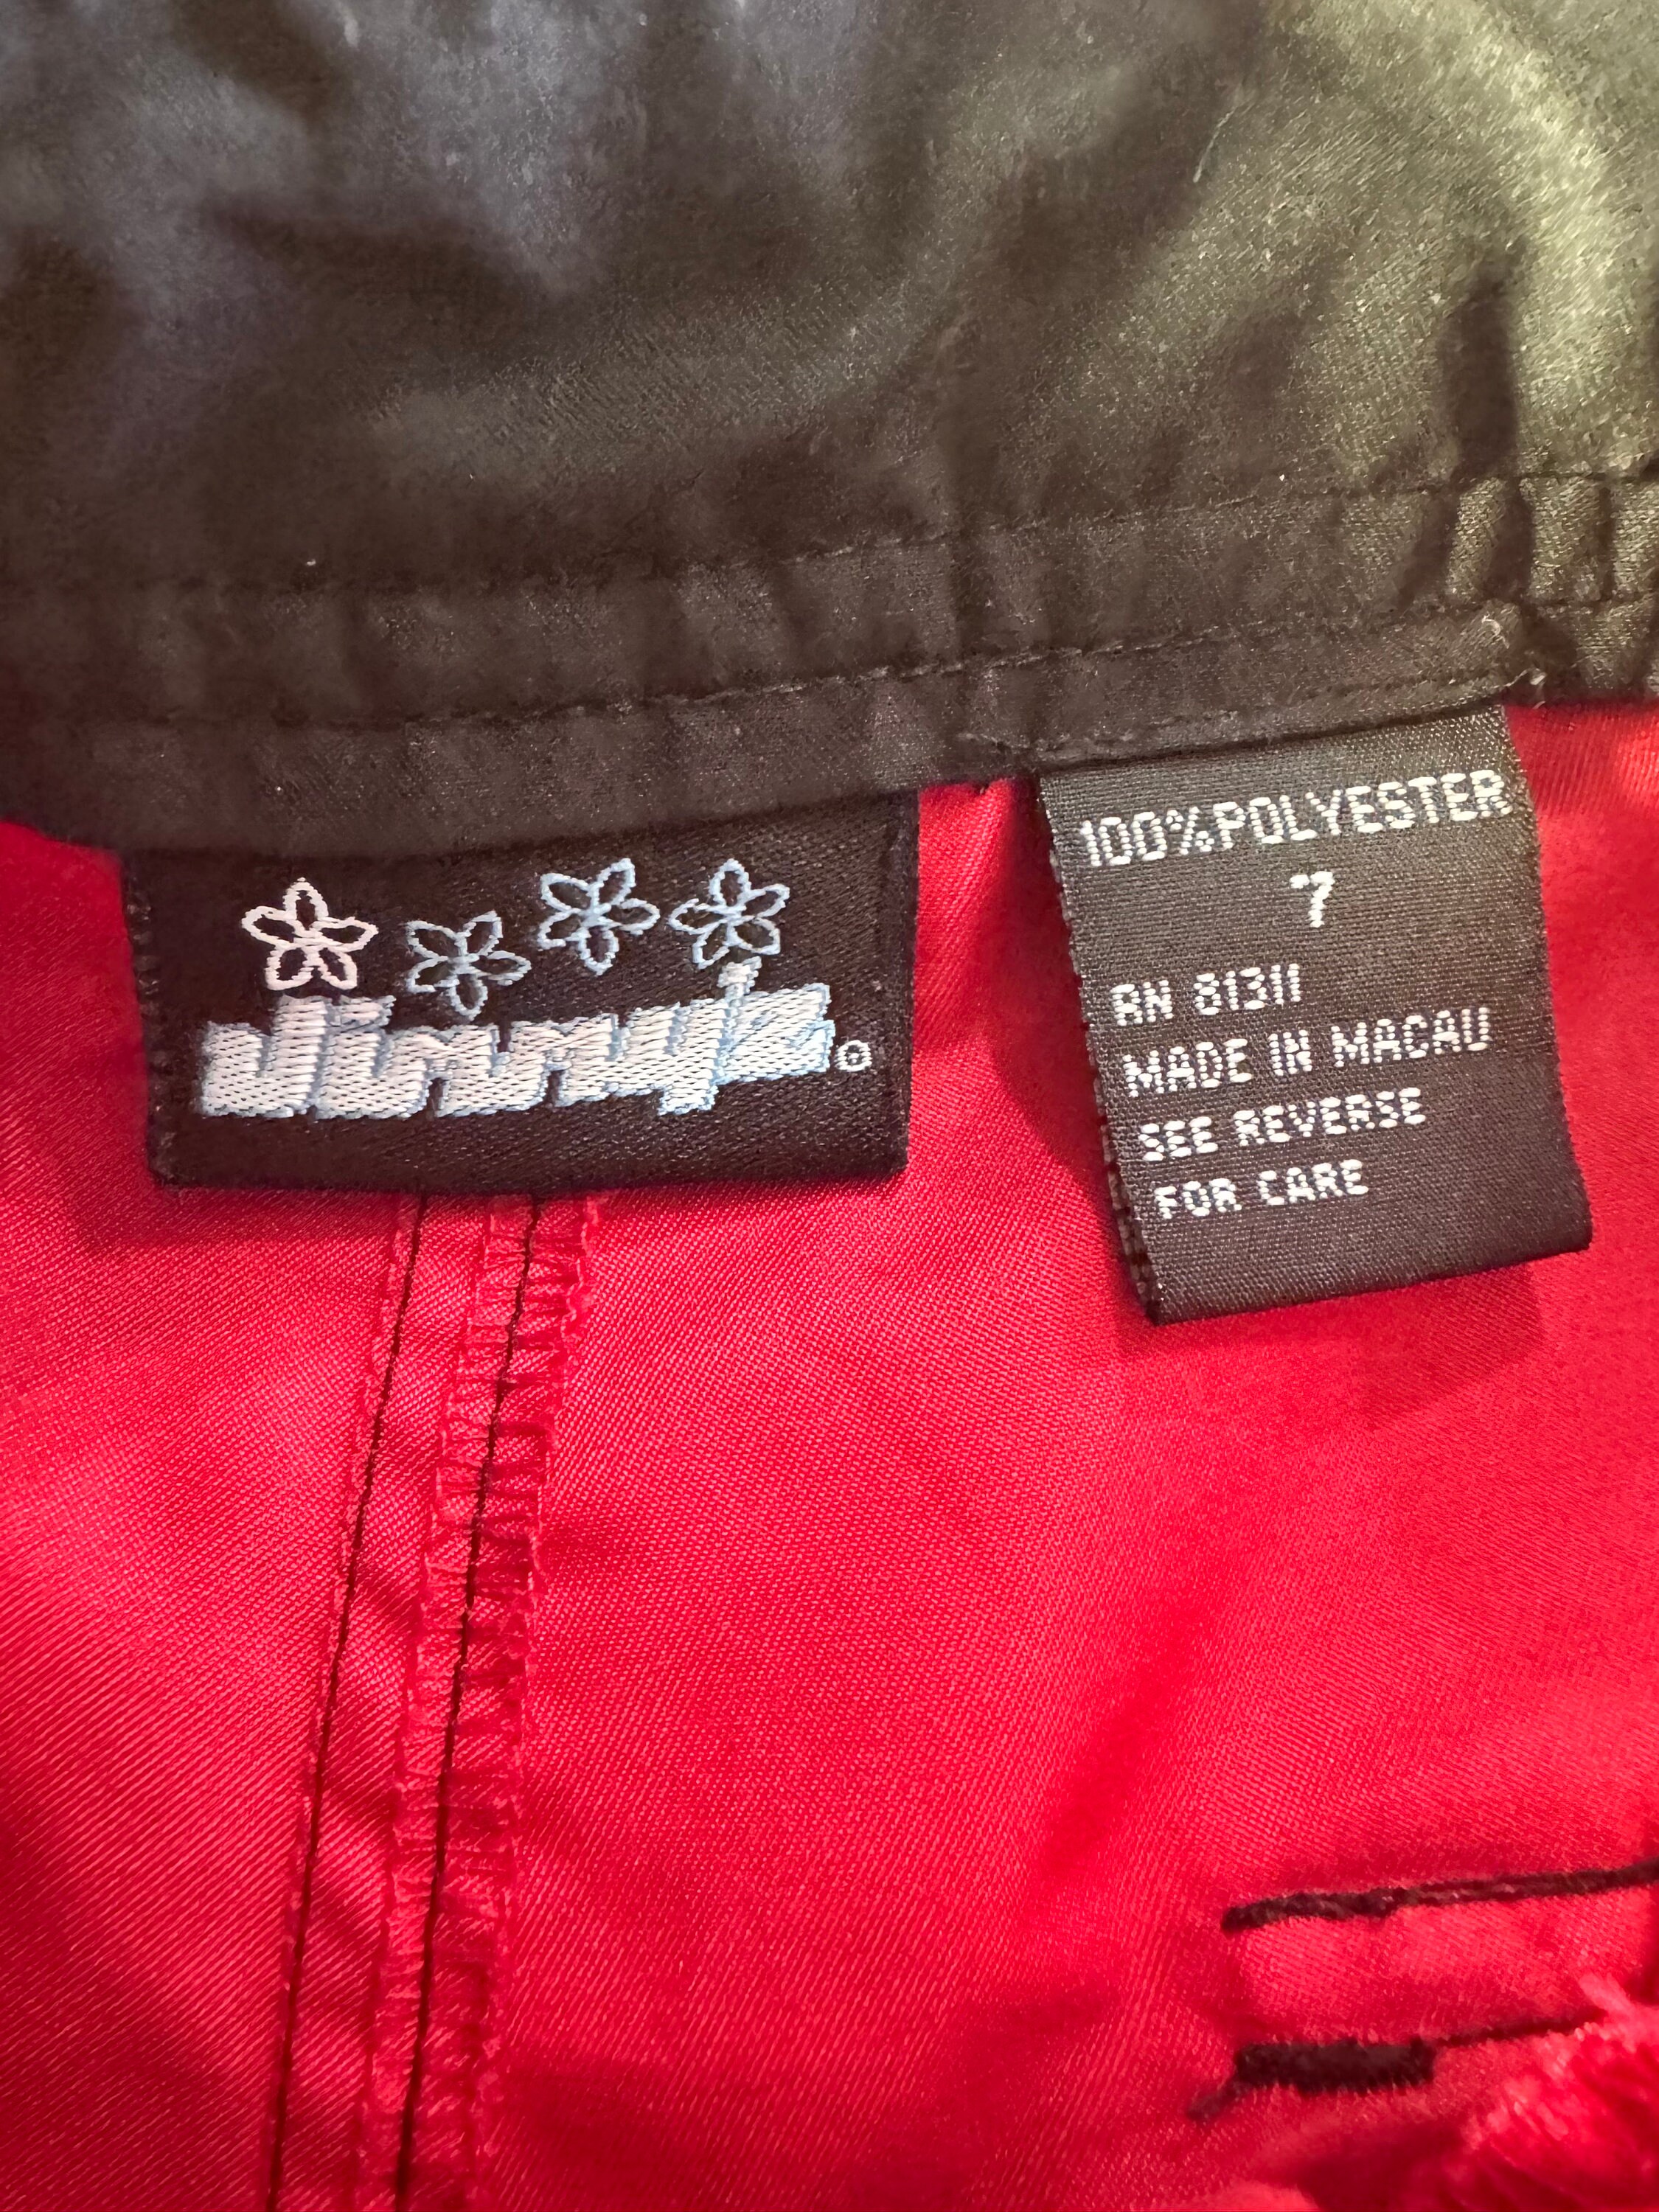 Jimmy'z
®
100% POLYESTER
7
RN 81311
MADE IN MACAU
SEE REVERSE
FOR CARE